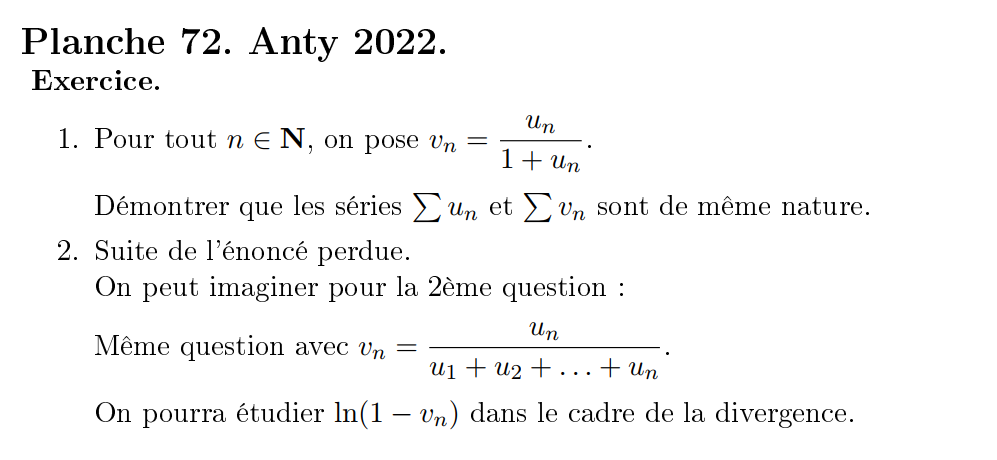 Planche 72. Anty 2022.
Exercice.
1. Pour tout $n \in \mathbf{N}$, on pose $v_n = \dfrac{u_n}{1 + u_n}$.
Démontrer que les séries $\sum u_n$ et $\sum v_n$ sont de même nature.
2. Suite de l'énoncé perdue.
On peut imaginer pour la 2ème question :
Même question avec $v_n = \dfrac{u_n}{u_1 + u_2 + \ldots + u_n}$.
On pourra étudier $\ln(1 - v_n)$ dans le cadre de la divergence.